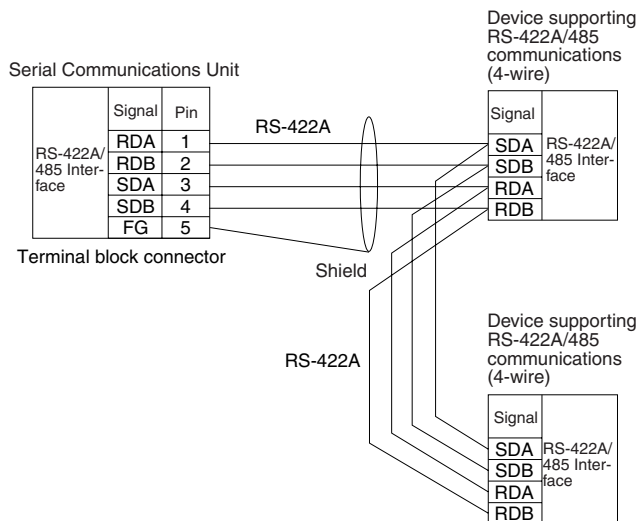 Device supporting
RS-422A/485
communications
(4-wire)
Serial Communications Unit
Signal Pin
RS-422A/
485 Inter-
face
RDA 1
RDB 2
SDA 3
SDB 4
FG 5
Terminal block connector
RS-422A
Shield
Signal
SDA
SDB
RDA
RDB
RS-422A/
485 Inter-
face
RS-422A
Device supporting
RS-422A/485
communications
(4-wire)
Signal
SDA
SDB
RDA
RDB
RS-422A/
485 Inter-
face